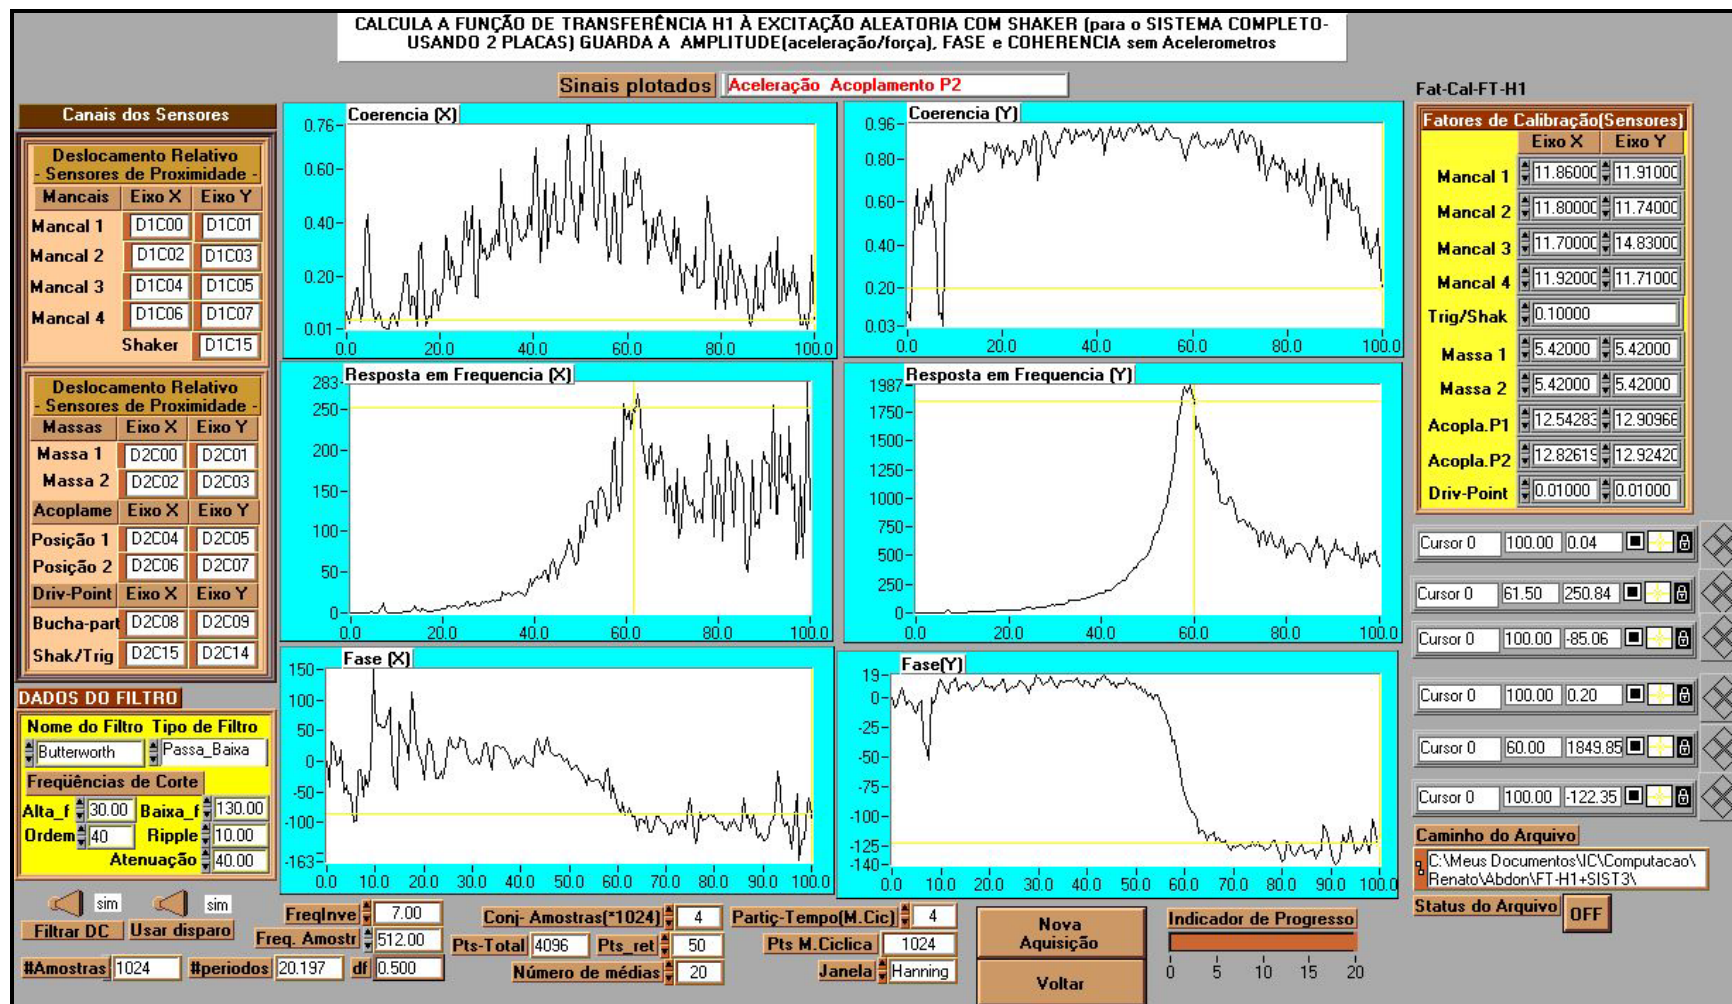 CALCULA A FUNÇÃO DE TRANSFERÊNCIA H1 À EXCITAÇÃO ALEATORIA COM SHAKER (para o SISTEMA COMPLETO-
USANDO 2 PLACAS) GUARDA A AMPLITUDE(aceleração/força), FASE e COHERENCIA sem Acelerometros
Sinais plotados Aceleração Acoplamento P2
Canais dos Sensores
Deslocamento Relativo
- Sensores de Proximidade -
Mancais Eixo X Eixo Y
Mancal 1 D1C00 D1C01
Mancal 2 D1C02 D1C03
Mancal 3 D1C04 D1C05
Mancal 4 D1C06 D1C07
Shaker D1C15
Deslocamento Relativo
- Sensores de Proximidade -
Massas Eixo X Eixo Y
Massa 1 D2C00 D2C01
Massa 2 D2C02 D2C03
Acoplame Eixo X Eixo Y
Posição 1 D2C04 D2C05
Posição 2 D2C06 D2C07
Driv-Point Eixo X Eixo Y
Bucha-part D2C08 D2C09
Shak/Trig D2C15 D2C14
DADOS DO FILTRO
Nome do Filtro Tipo de Filtro
Butterworth Passa_Baixa
Freqüências de Corte
Alta_f 30.00 Baixa_f 130.00
Ordem 40 Ripple 10.00
Atenuação 40.00
sim sim
Filtrar DC Usar disparo
#Amostras 1024 #periodos 20.197 df 0.500
Coerencia (X)
0.76
0.60
0.40
0.20
0.01
0.0 20.0 40.0 60.0 80.0 100.0
Coerencia (Y)
0.96
0.80
0.60
0.40
0.20
0.03
0.0 20.0 40.0 60.0 80.0 100.0
Resposta em Frequencia (X)
283
250
200
150
100
50
0
0.0 20.0 40.0 60.0 80.0 100.0
Resposta em Frequencia (Y)
1987
1750
1500
1250
1000
750
500
250
0
0.0 20.0 40.0 60.0 80.0 100.0
Fase (X)
150
100
50
0
-50
-100
-163
0.0 10.0 20.0 30.0 40.0 50.0 60.0 70.0 80.0 90.0 100.0
Fase(Y)
19
0
-25
-50
-75
-100
-125
-140
0.0 10.0 20.0 30.0 40.0 50.0 60.0 70.0 80.0 90.0 100.0
FreqInve 7.00
Freq. Amostr 512.00
Conj- Amostras(*1024) 4
Pts-Total 4096 Pts_ret 50
Número de médias 20
Partiç-Tempo(M.Cic) 4
Pts M.Ciclica 1024
Janela Hanning
Nova
Aquisição
Voltar
Indicador de Progresso
0 5 10 15 20
Fat-Cal-FT-H1
Fatores de Calibração(Sensores)
Eixo X Eixo Y
Mancal 1 11.86000 11.91000
Mancal 2 11.80000 11.74000
Mancal 3 11.70000 14.83000
Mancal 4 11.92000 11.71000
Trig/Shak 0.10000
Massa 1 5.42000 5.42000
Massa 2 5.42000 5.42000
Acopla.P1 12.54283 12.90968
Acopla.P2 12.82619 12.92420
Driv-Point 0.01000 0.01000
Cursor 0 100.00 0.04
Cursor 0 61.50 250.84
Cursor 0 100.00 -85.06
Cursor 0 100.00 0.20
Cursor 0 60.00 1849.85
Cursor 0 100.00 -122.35
Caminho do Arquivo
C:\Meus Documentos\IC\Computacao\
Renato\Abdon\FT-H1+SIST3\
Status do Arquivo OFF